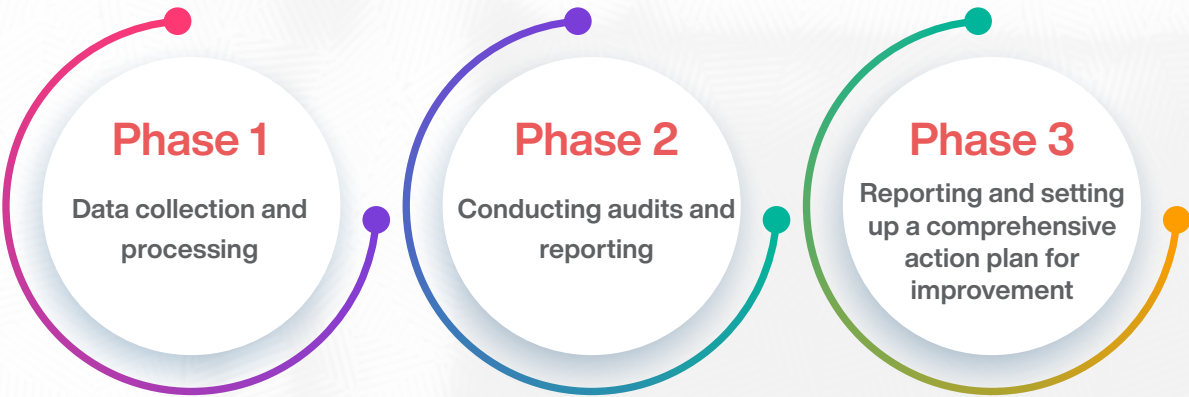 Phase 1
Data collection and
processing
Phase 2
Conducting audits and
reporting
Phase 3
Reporting and setting
up a comprehensive
action plan for
improvement